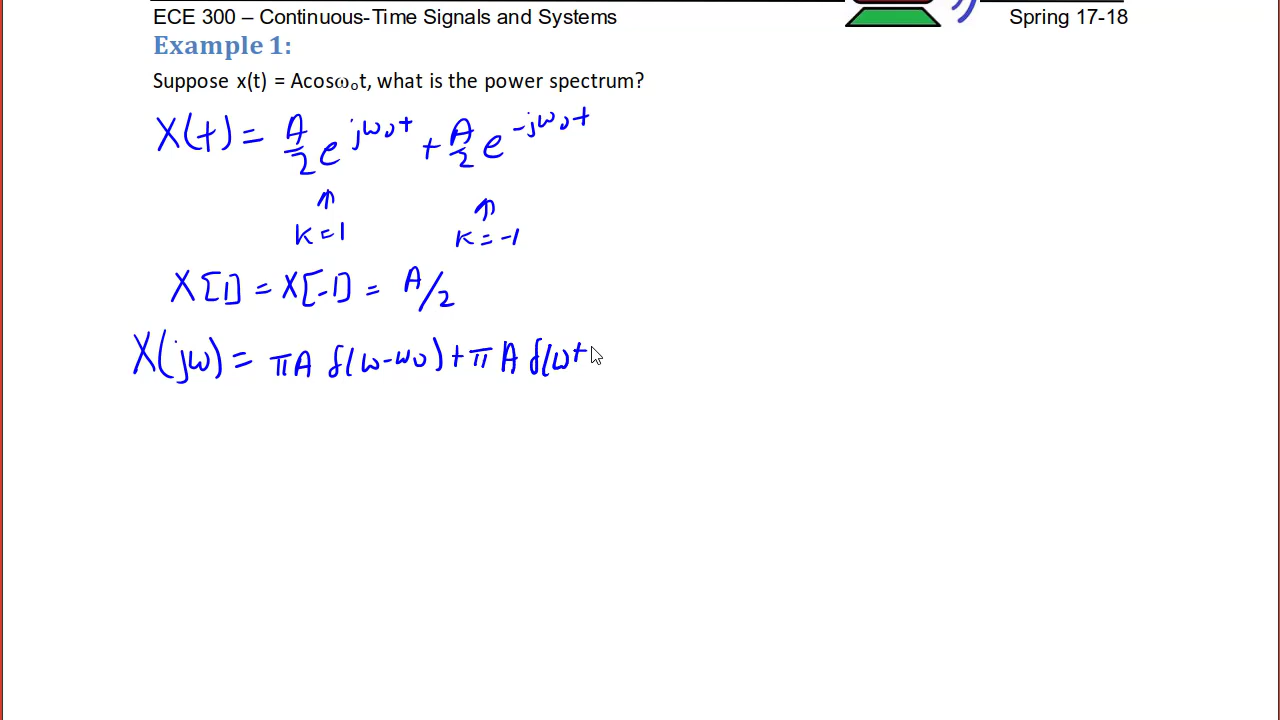 ECE 300 – Continuous-Time Signals and Systems Spring 17-18
Example 1:
Suppose x(t) = Acosω₀t, what is the power spectrum?
X(t) = A/2 e^{jω₀t} + A/2 e^{-jω₀t}
↑ ↑
K=1 K=-1
X[1] = X[-1] = A/2
X(jω) = πA δ(ω-ω₀) + πA δ(ω+